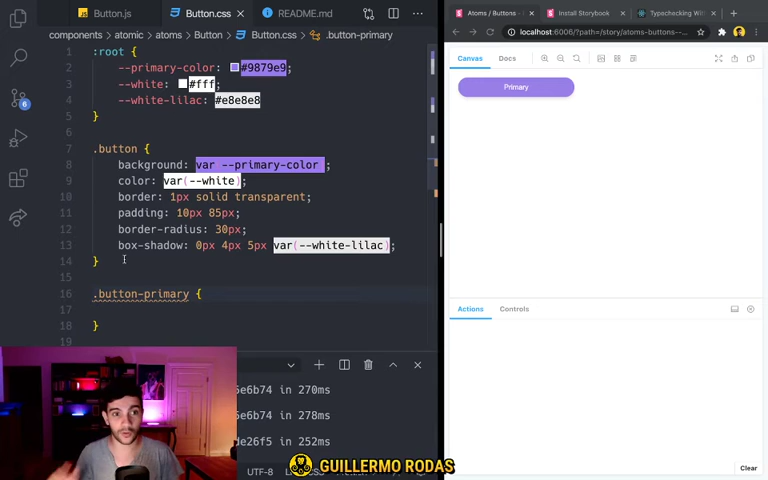 Button.js
Button.css
README.md
components > atomic > atoms > Button > Button.css > .button-primary
1 :root {
2 --primary-color: #9879e9;
3 --white: #fff;
4 --white-lilac: #e8e8e8
5 }
6
7 .button {
8 background: var --primary-color ;
9 color: var(--white);
10 border: 1px solid transparent;
11 padding: 10px 85px;
12 border-radius: 30px;
13 box-shadow: 0px 4px 5px var(--white-lilac);
14 }
15
16 .button-primary {
17
18 }
19
6
5e6b74 in 270ms
5e6b74 in 278ms
de26f5 in 252ms
UTF-8
Atoms / Buttons -
Install Storybook
Typechecking With
localhost:6006/?path=/story/atoms-buttons--...
Canvas
Docs
Primary
Actions
Controls
Clear
GUILLERMO RODAS